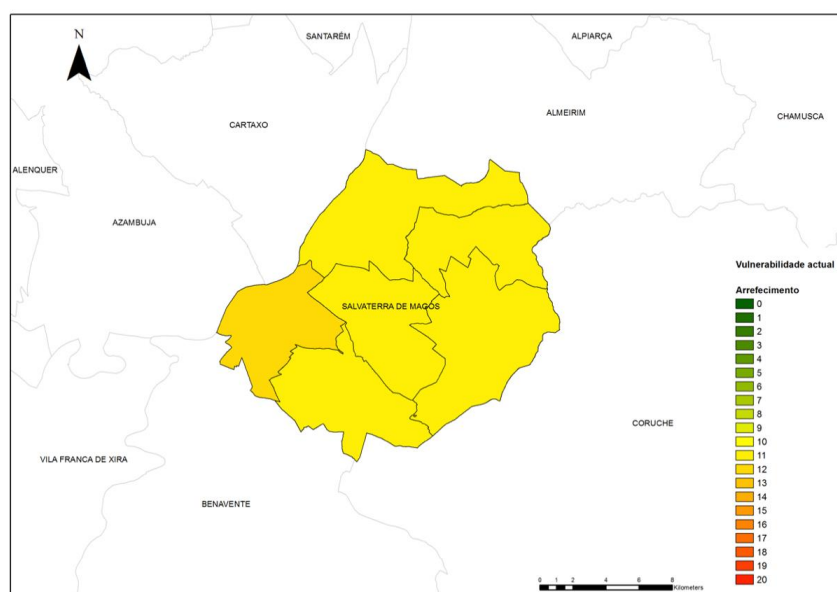 N
SANTARÉM
ALPIARÇA
ALMEIRIM
CHAMUSCA
CARTAXO
ALENQUER
AZAMBUJA
SALVATERRA DE MAGOS
CORUCHE
VILA FRANCA DE XIRA
BENAVENTE
Vulnerabilidade actual
Arrefecimento
0
1
2
3
4
5
6
7
8
9
10
11
12
13
14
15
16
17
18
19
20
0 1 2 4 6 8
Kilometers